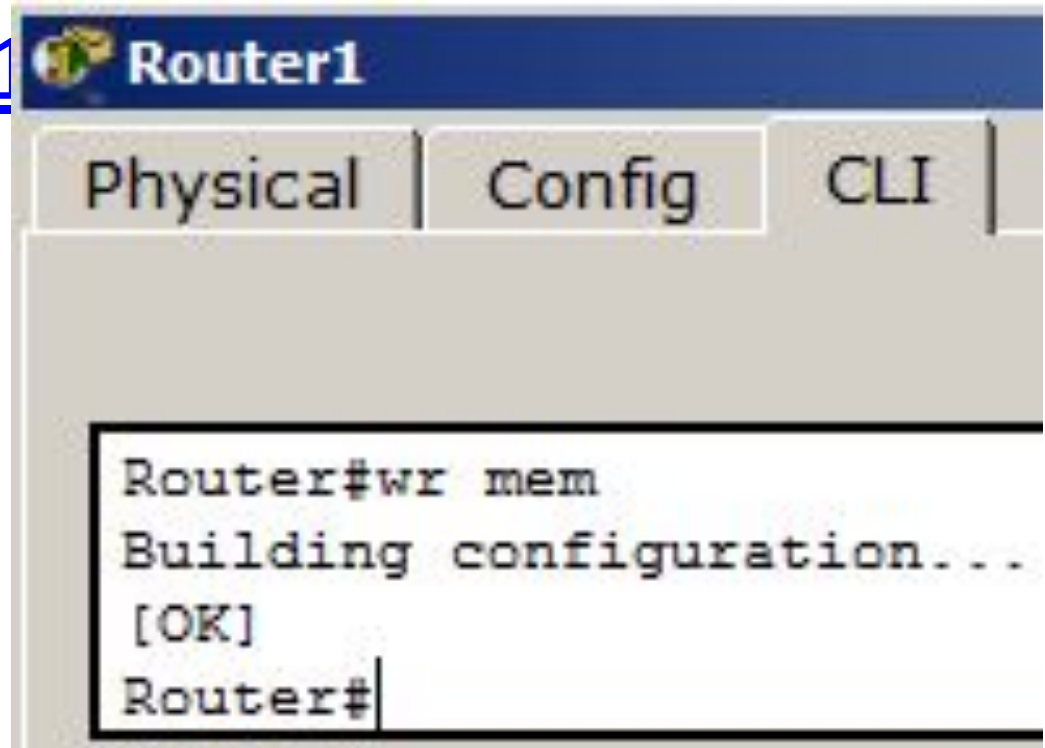 Router1
Physical Config CLI
Router#wr mem
Building configuration...
[OK]
Router#